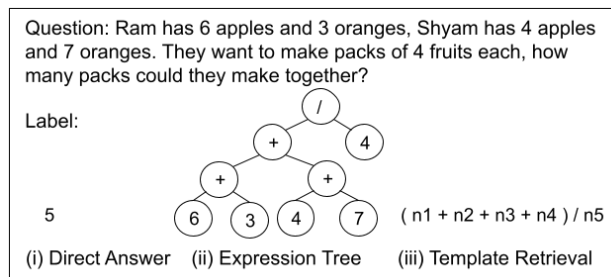 Question: Ram has 6 apples and 3 oranges, Shyam has 4 apples
and 7 oranges. They want to make packs of 4 fruits each, how
many packs could they make together?
/
Label:
+ 4
+ +
5 6 3 4 7 ( n1 + n2 + n3 + n4 ) / n5
(i) Direct Answer (ii) Expression Tree (iii) Template Retrieval